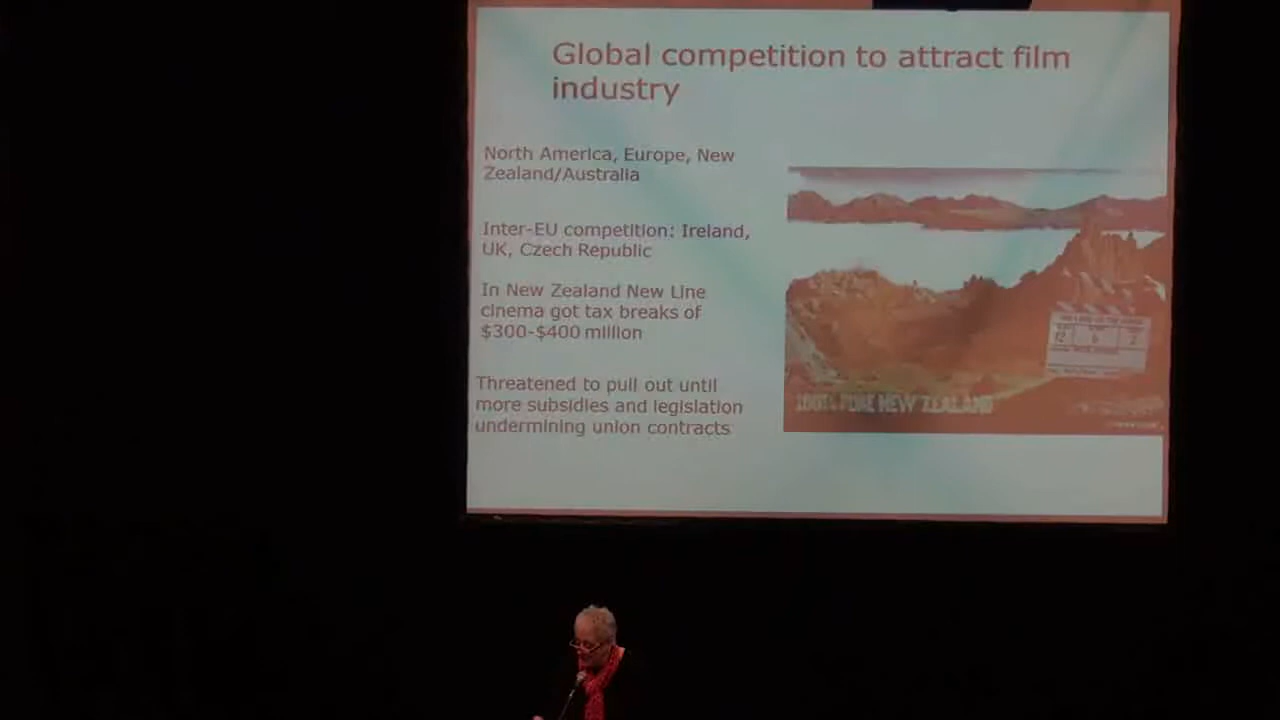 Global competition to attract film
industry
North America, Europe, New
Zealand/Australia
Inter-EU competition: Ireland,
UK, Czech Republic
In New Zealand New Line
cinema got tax breaks of
$300-$400 million
Threatened to pull out until
more subsidies and legislation
undermining union contracts
12
100% PURE NEW ZEALAND